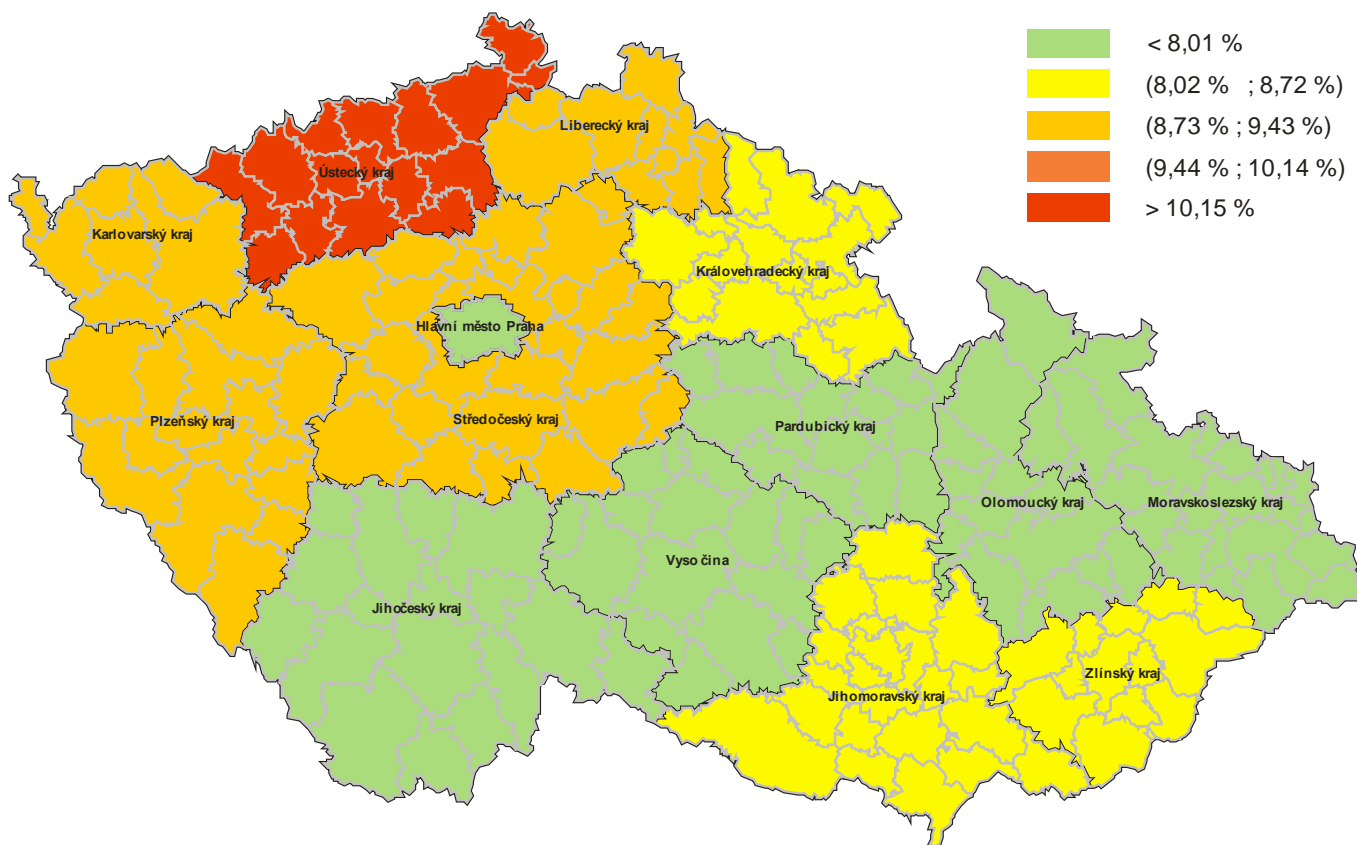 < 8,01 %
(8,02 % ; 8,72 %)
(8,73 % ; 9,43 %)
(9,44 % ; 10,14 %)
> 10,15 %
Liberecký kraj
Ústecký kraj
Karlovarský kraj
Královehradecký kraj
Hlavní město Praha
Plzeňský kraj
Středočeský kraj
Pardubický kraj
Olomoucký kraj
Moravskoslezský kraj
Vysočina
Jihočeský kraj
Zlínský kraj
Jihomoravský kraj